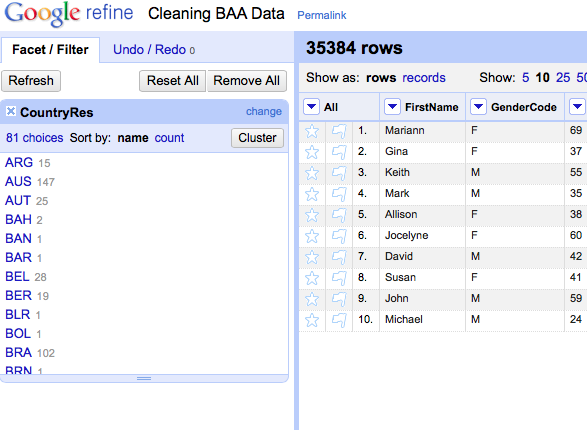 Google refine Cleaning BAA Data Permalink
Facet / Filter Undo / Redo 0
Refresh Reset All Remove All
CountryRes change
81 choices Sort by: name count Cluster
ARG 15
AUS 147
AUT 25
BAH 2
BAN 1
BAR 1
BEL 28
BER 19
BLR 1
BOL 1
BRA 102
BRN 1
35384 rows
Show as: rows records Show: 5 10 25 50
All FirstName GenderCode
1. Mariann F 69
2. Gina F 37
3. Keith M 55
4. Mark M 35
5. Allison F 38
6. Jocelyne F 60
7. David M 42
8. Susan F 41
9. John M 59
10. Michael M 24